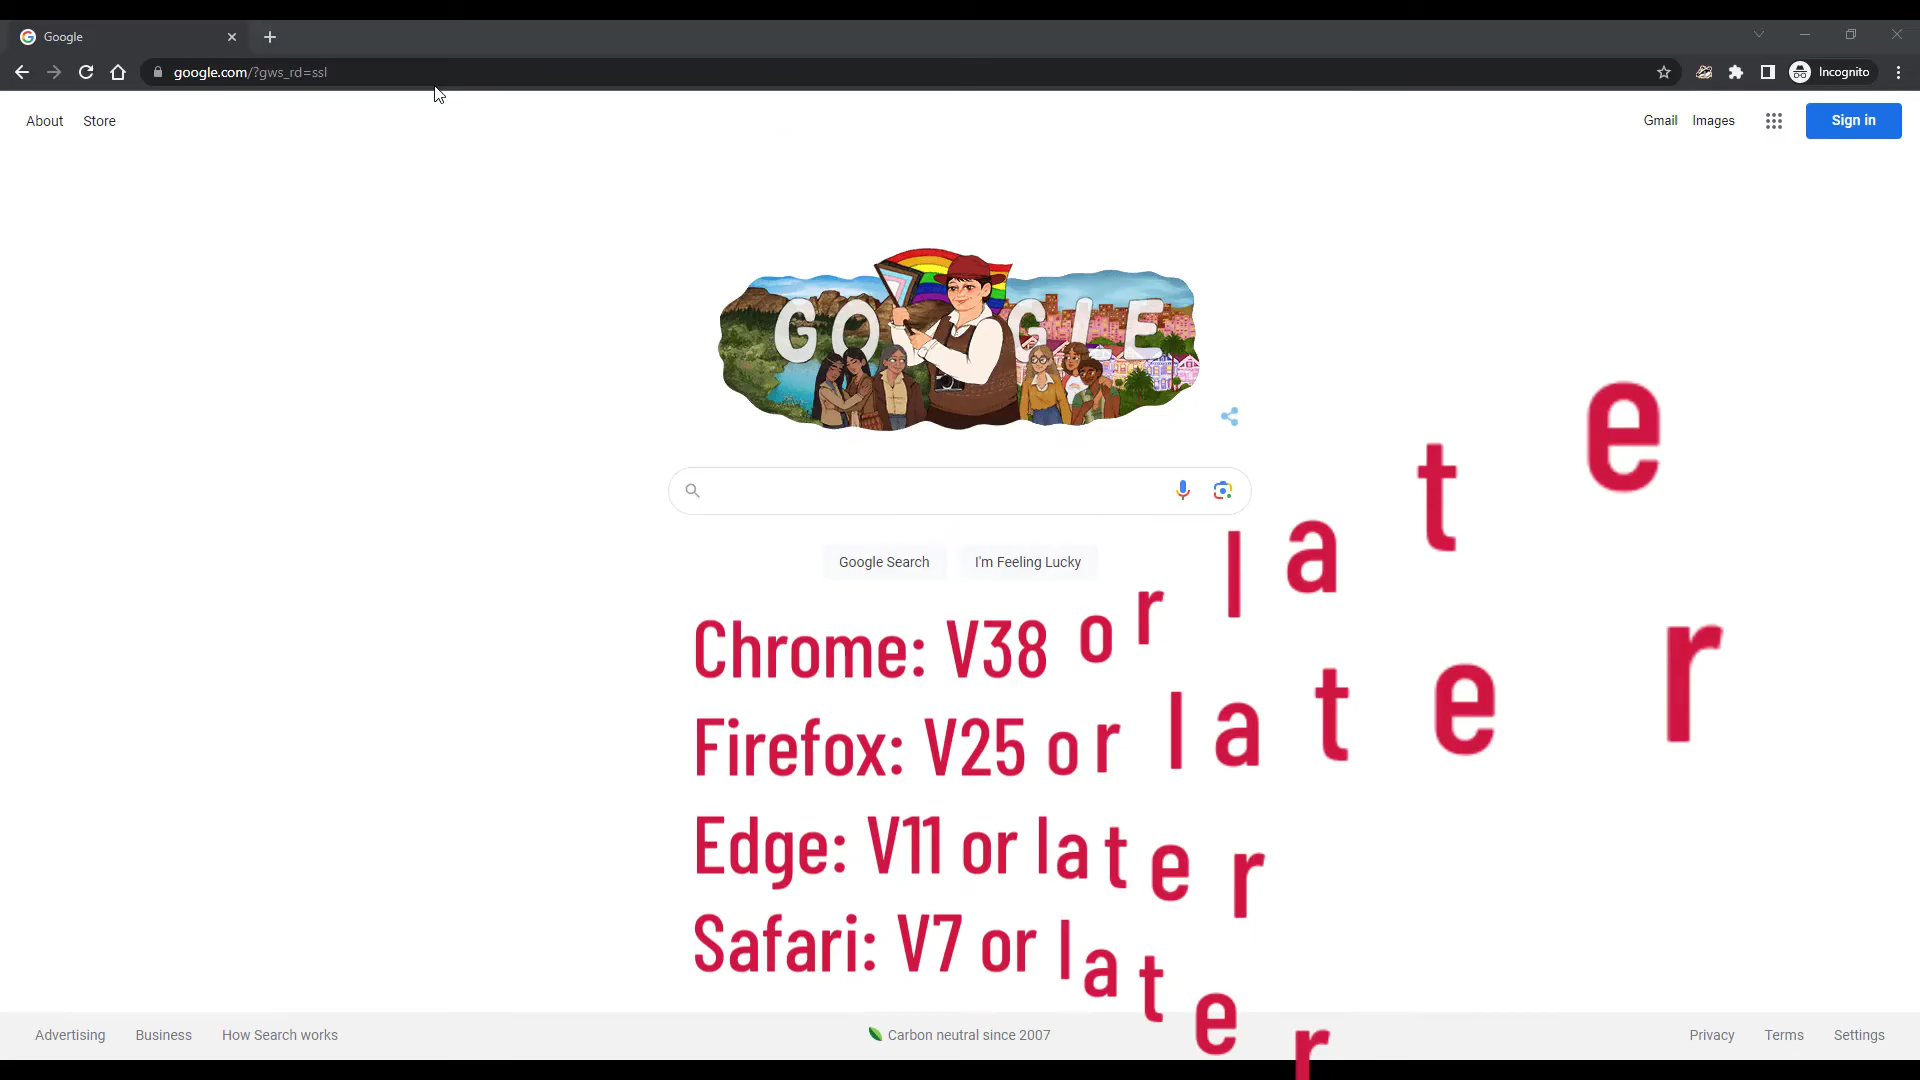 Google
google.com/?gws_rd=ssl
Incognito
About Store
Gmail Images
Sign in
GOOGLE
Google Search I'm Feeling Lucky
Chrome: V38 or later
Firefox: V25 or later
Edge: V11 or later
Safari: V7 or later
Advertising Business How Search works
Carbon neutral since 2007
Privacy Terms Settings